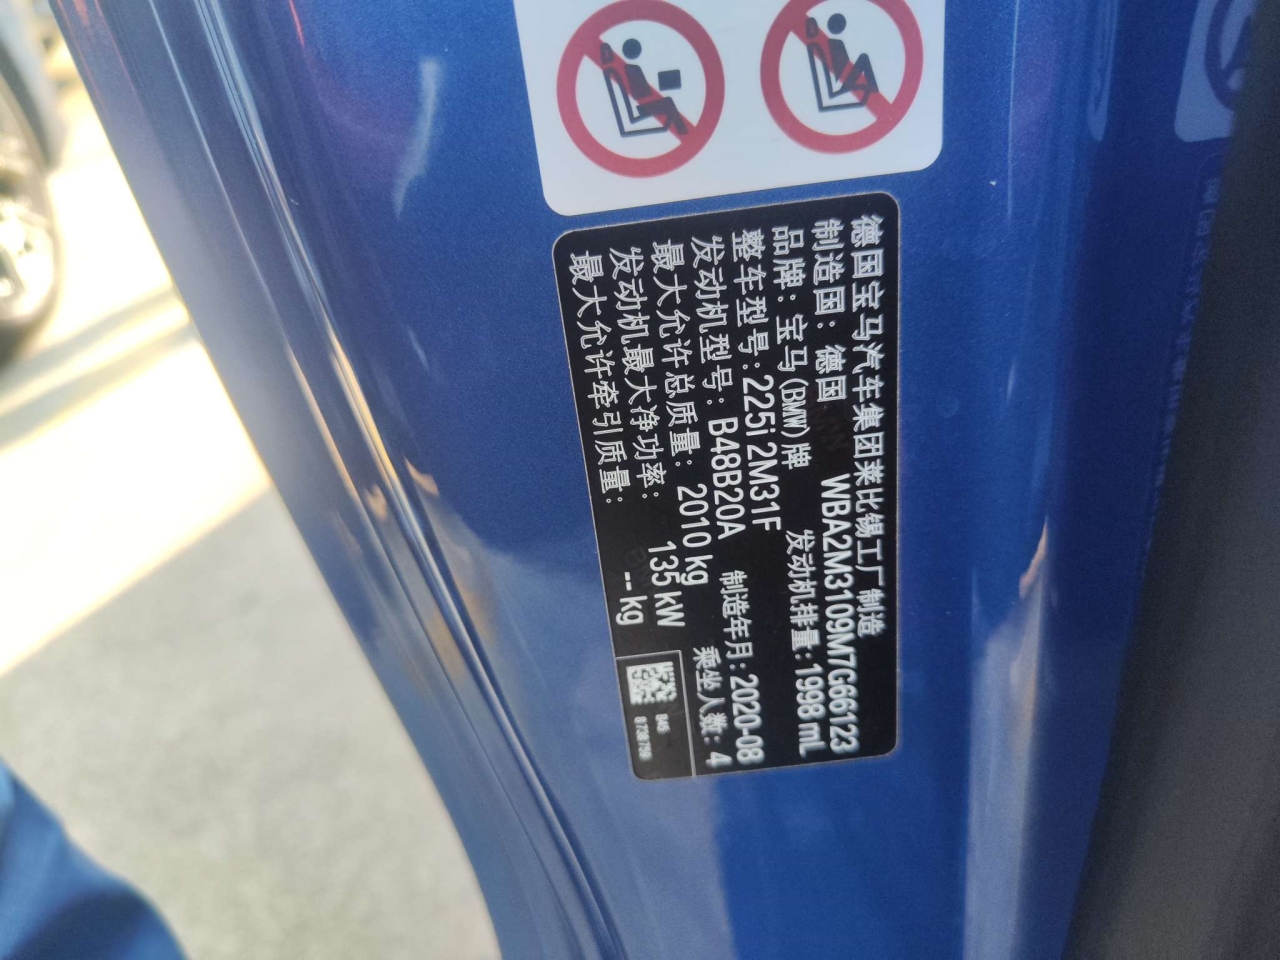 德国宝马汽车集团莱比锡工厂制造
制造国：德国 WBA2M3109M7G66123
品牌：宝马(BMW)牌 发动机排量：1998 mL
整车型号：225i 2M31F
发动机型号：B48B20A 制造年月：2020-08
最大允许总质量：2010 kg 乘坐人数：4
发动机最大净功率：135 kW
最大允许牵引质量：-- kg